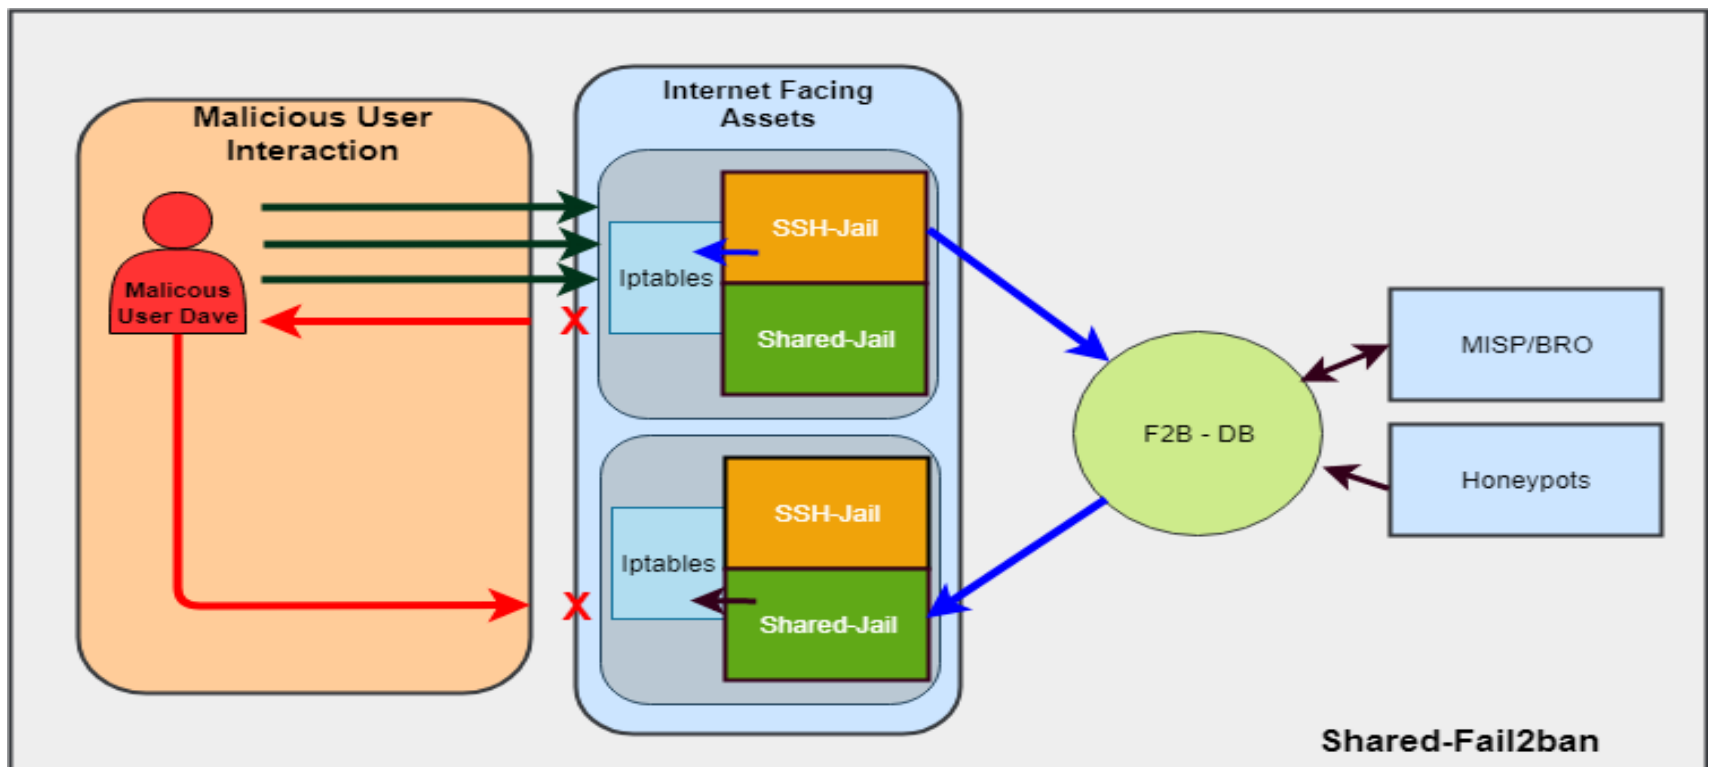 Malicious User
Interaction
Malicous
User Dave
X
X
Internet Facing
Assets
Iptables
SSH-Jail
Shared-Jail
Iptables
SSH-Jail
Shared-Jail
F2B - DB
MISP/BRO
Honeypots
Shared-Fail2ban